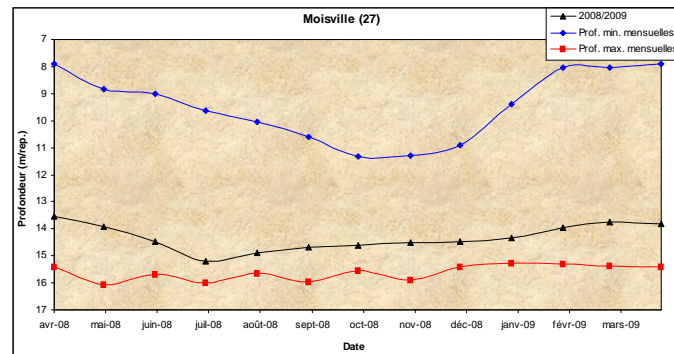 Moisville (27)
2008/2009
Prof. min. mensuelles
Prof. max. mensuelles
Profondeur (m/rep.)
7
8
9
10
11
12
13
14
15
16
17
avr-08 mai-08 juin-08 juil-08 août-08 sept-08 oct-08 nov-08 déc-08 janv-09 févr-09 mars-09
Date